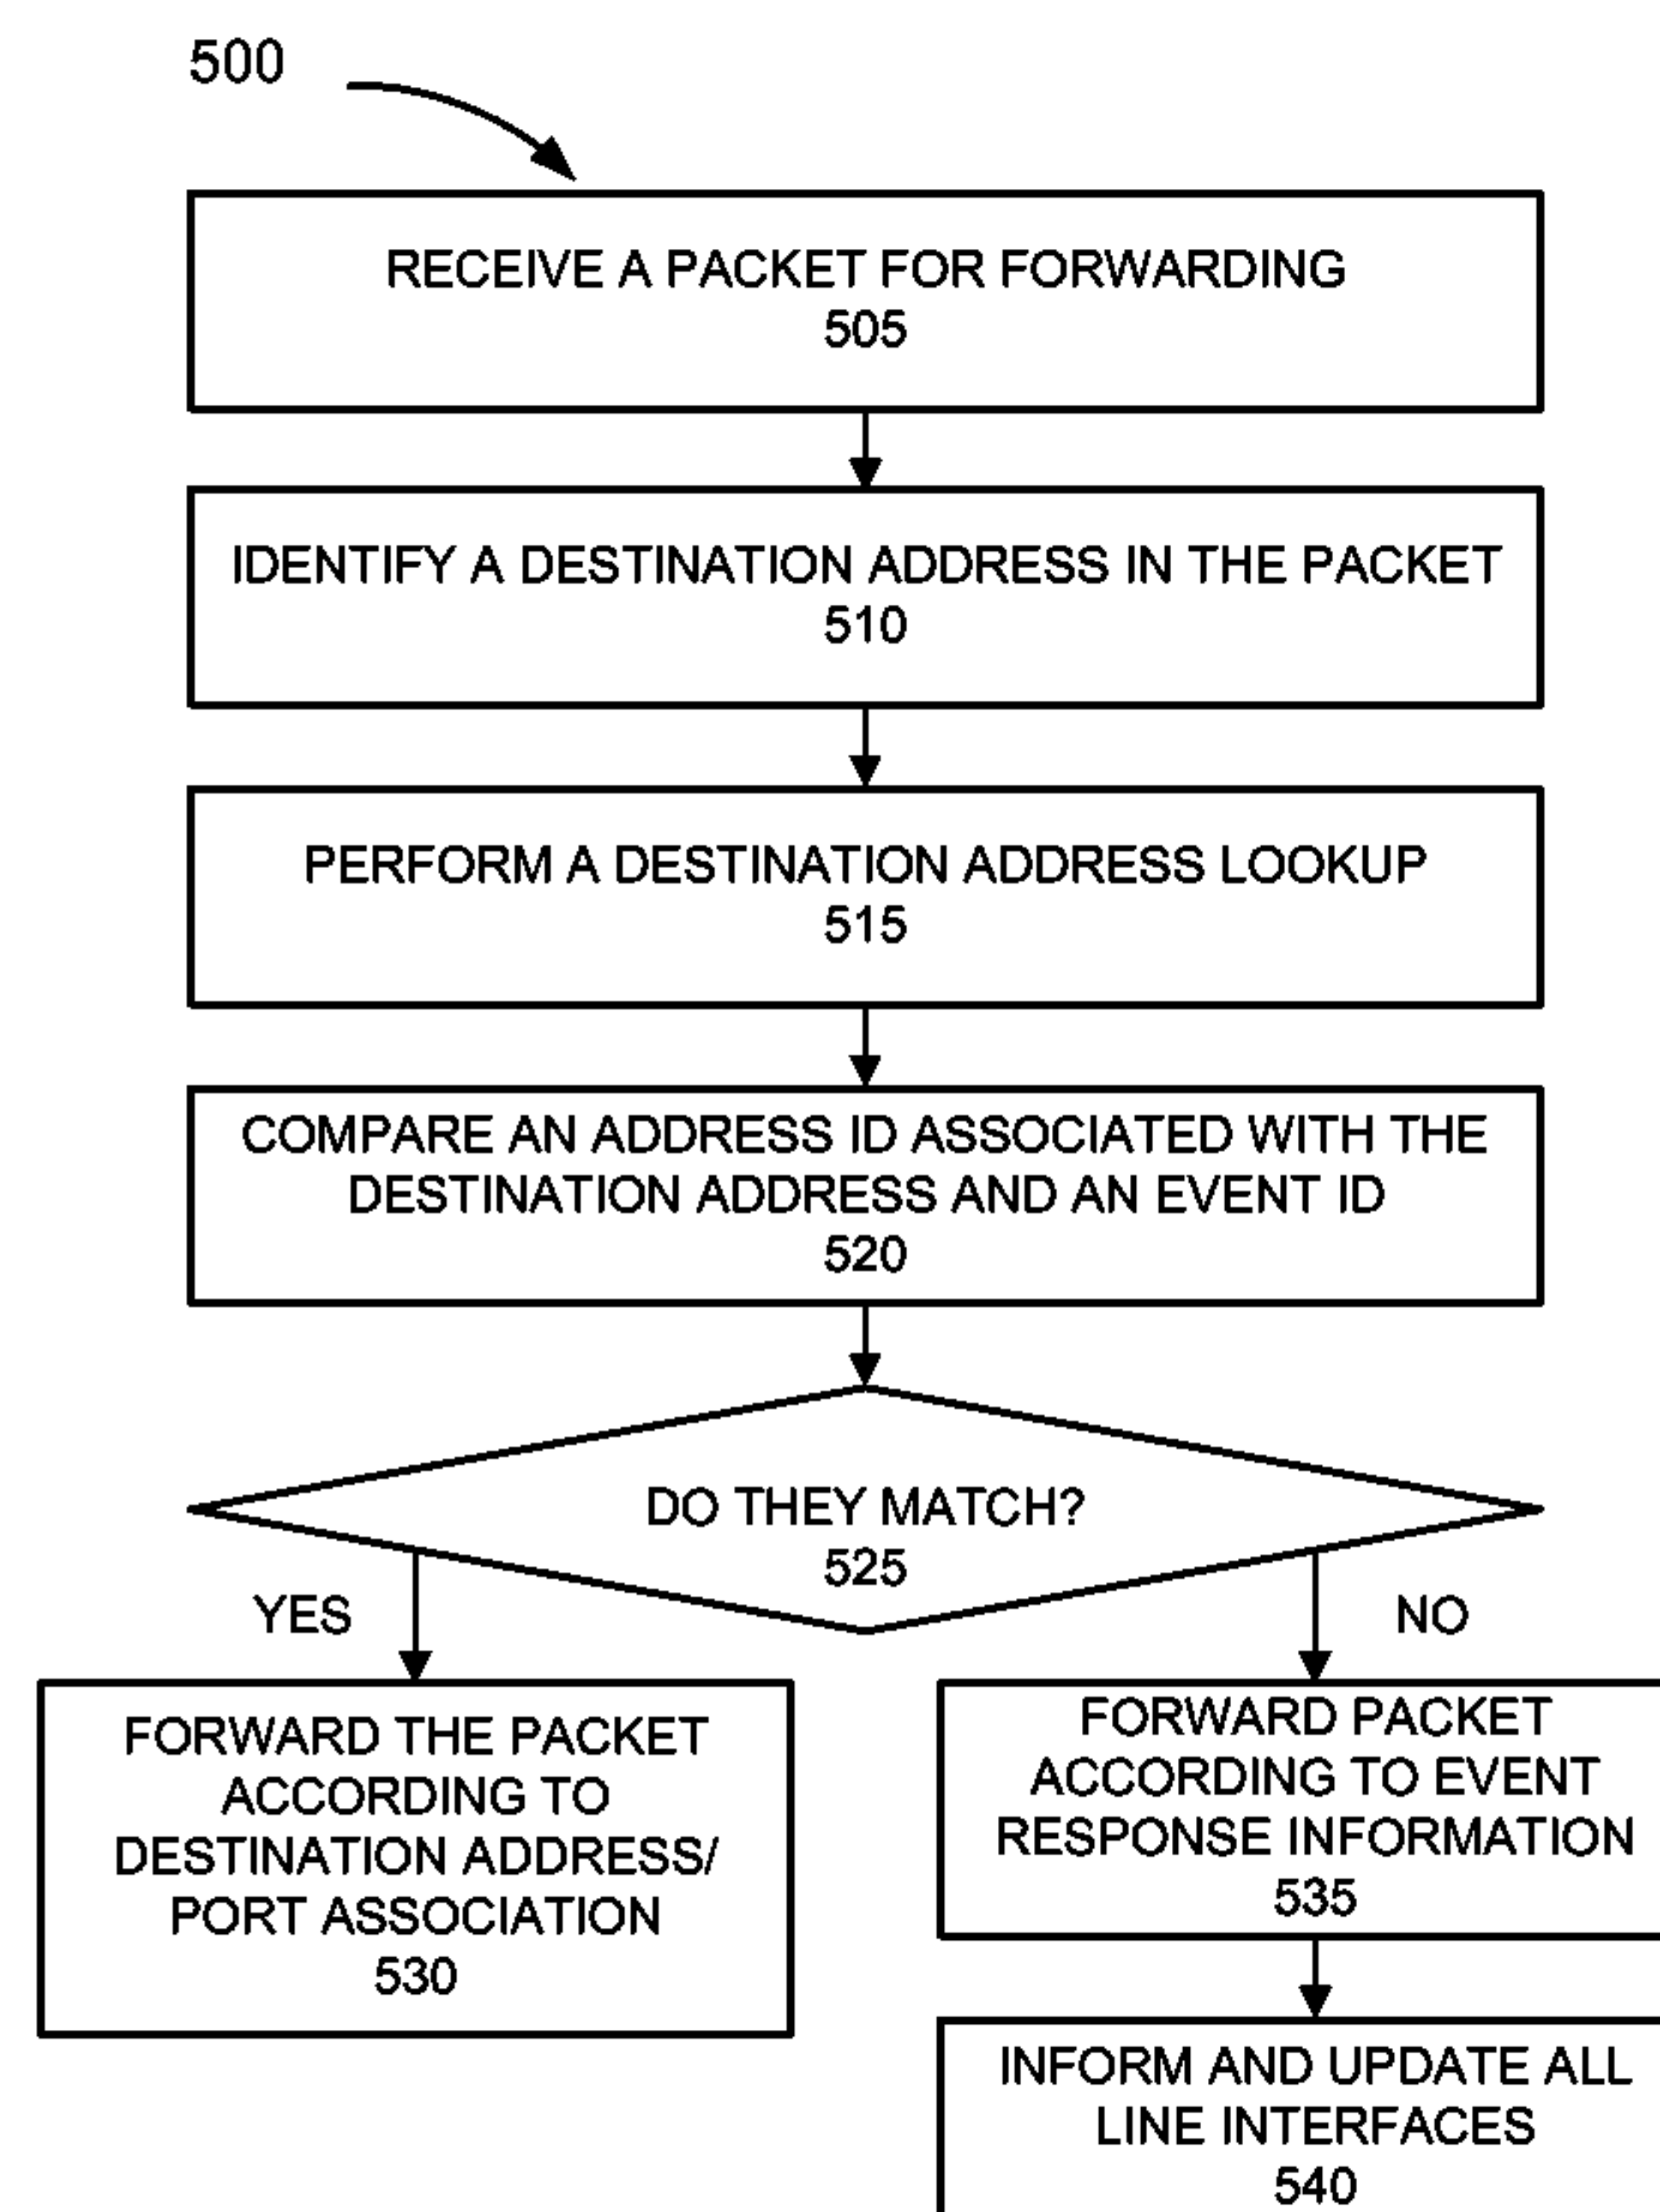 500
RECEIVE A PACKET FOR FORWARDING
505
IDENTIFY A DESTINATION ADDRESS IN THE PACKET
510
PERFORM A DESTINATION ADDRESS LOOKUP
515
COMPARE AN ADDRESS ID ASSOCIATED WITH THE
DESTINATION ADDRESS AND AN EVENT ID
520
DO THEY MATCH?
525
YES
NO
FORWARD THE PACKET
ACCORDING TO
DESTINATION ADDRESS/
PORT ASSOCIATION
530
FORWARD PACKET
ACCORDING TO EVENT
RESPONSE INFORMATION
535
INFORM AND UPDATE ALL
LINE INTERFACES
540